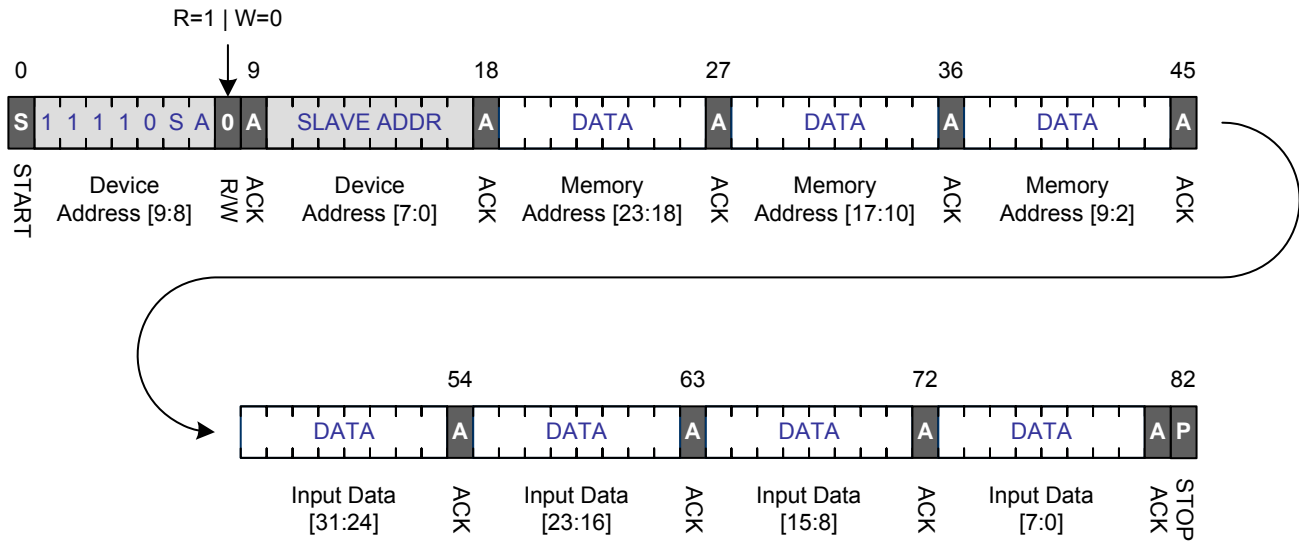 R=1 | W=0
0 9 18 27 36 45
S 1 1 1 1 0 S A 0 A SLAVE ADDR A DATA A DATA A DATA A
START Device Address [9:8] R/W ACK Device Address [7:0] ACK Memory Address [23:18] ACK Memory Address [17:10] ACK Memory Address [9:2] ACK
54 63 72 82
DATA A DATA A DATA A DATA A P
Input Data [31:24] ACK Input Data [23:16] ACK Input Data [15:8] ACK Input Data [7:0] ACK STOP